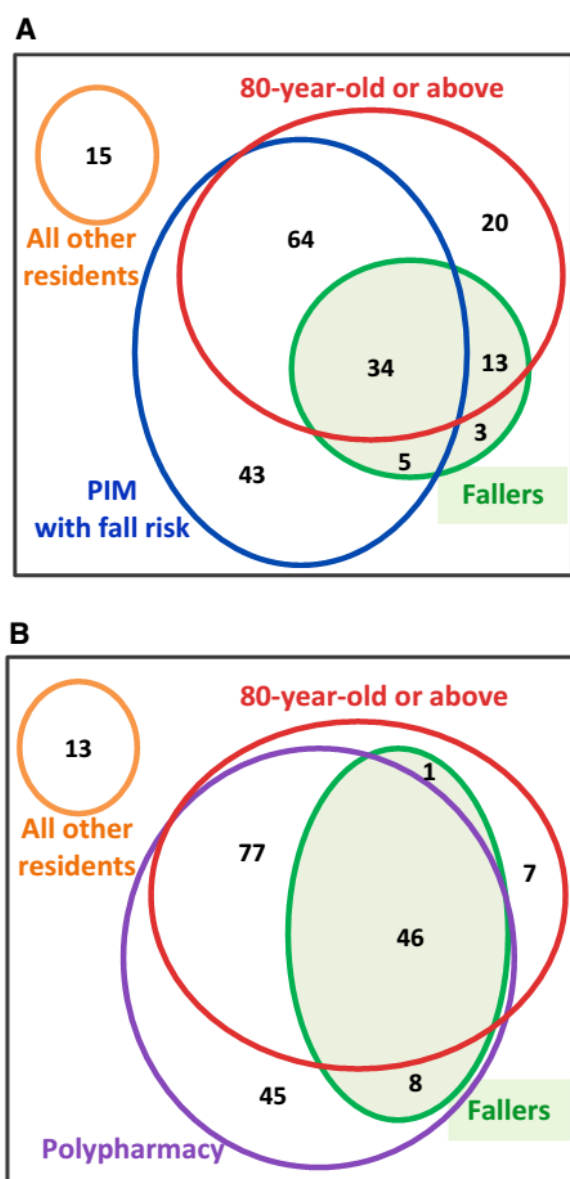 A
80-year-old or above
15
All other
residents
64
20
34
13
3
5
43
PIM
with fall risk
Fallers
B
80-year-old or above
13
All other
residents
1
77
7
46
8
45
Fallers
Polypharmacy